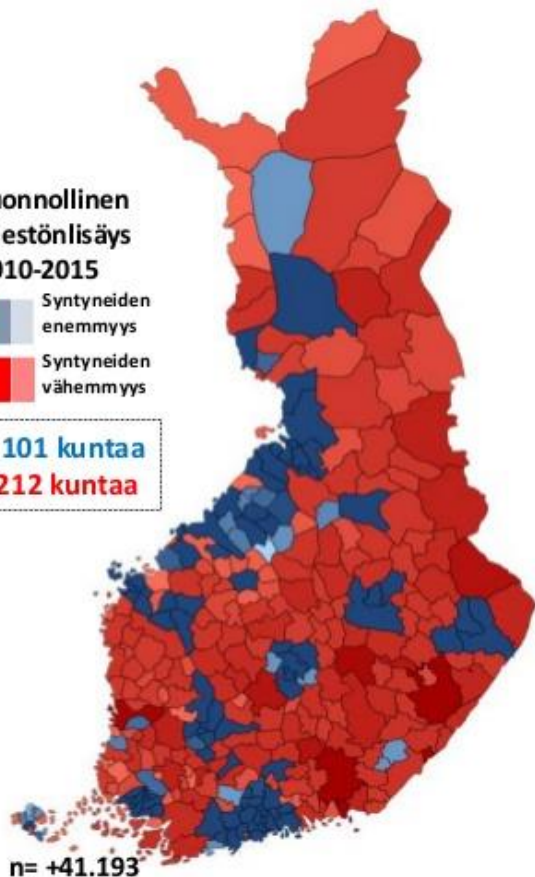 uonnollinen
estönlisäys
010-2015
Syntyneiden
enemmyys
Syntyneiden
vähemmyys
101 kuntaa
212 kuntaa
n= +41.193